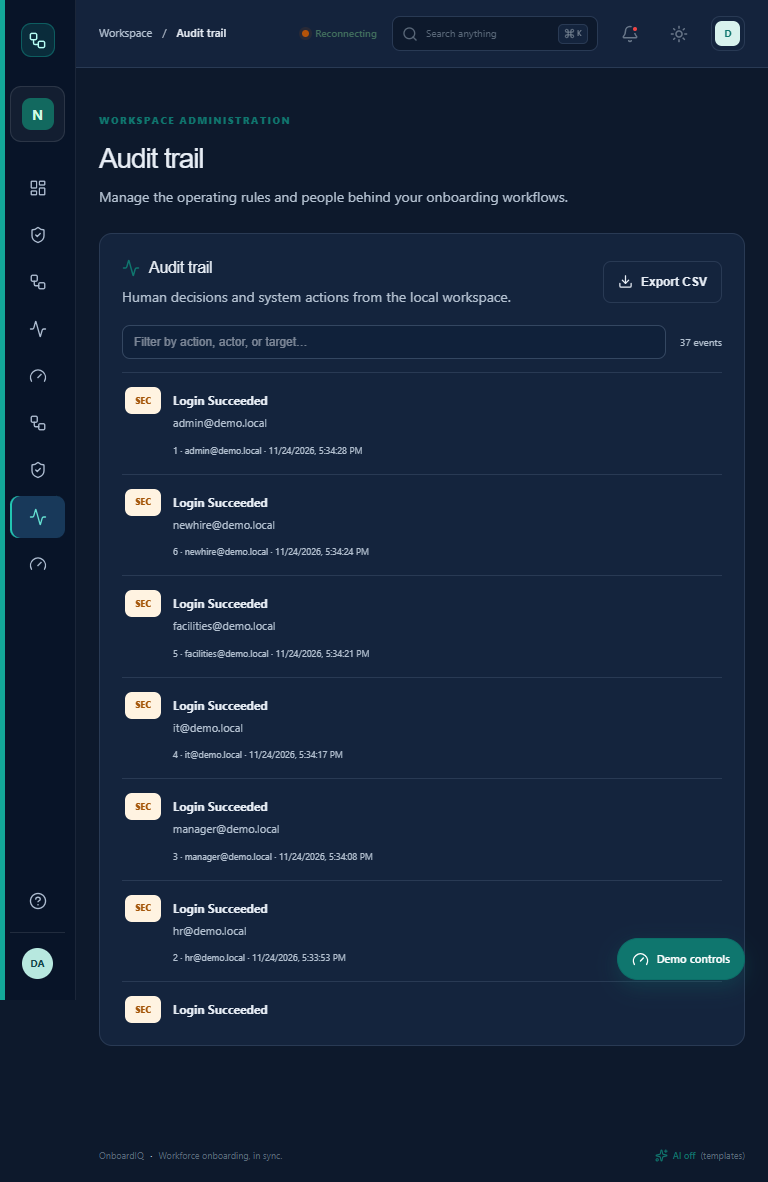 Workspace / Audit trail
Reconnecting
Search anything
⌘ K
D
N
WORKSPACE ADMINISTRATION
Audit trail
Manage the operating rules and people behind your onboarding workflows.
Audit trail
Human decisions and system actions from the local workspace.
Export CSV
Filter by action, actor, or target...
37 events
SEC
Login Succeeded
admin@demo.local
1 · admin@demo.local · 11/24/2026, 5:34:28 PM
SEC
Login Succeeded
newhire@demo.local
6 · newhire@demo.local · 11/24/2026, 5:34:24 PM
SEC
Login Succeeded
facilities@demo.local
5 · facilities@demo.local · 11/24/2026, 5:34:21 PM
SEC
Login Succeeded
it@demo.local
4 · it@demo.local · 11/24/2026, 5:34:17 PM
SEC
Login Succeeded
manager@demo.local
3 · manager@demo.local · 11/24/2026, 5:34:08 PM
SEC
Login Succeeded
hr@demo.local
2 · hr@demo.local · 11/24/2026, 5:33:53 PM
Demo controls
SEC
Login Succeeded
DA
OnboardIQ · Workforce onboarding, in sync.
AI off (templates)